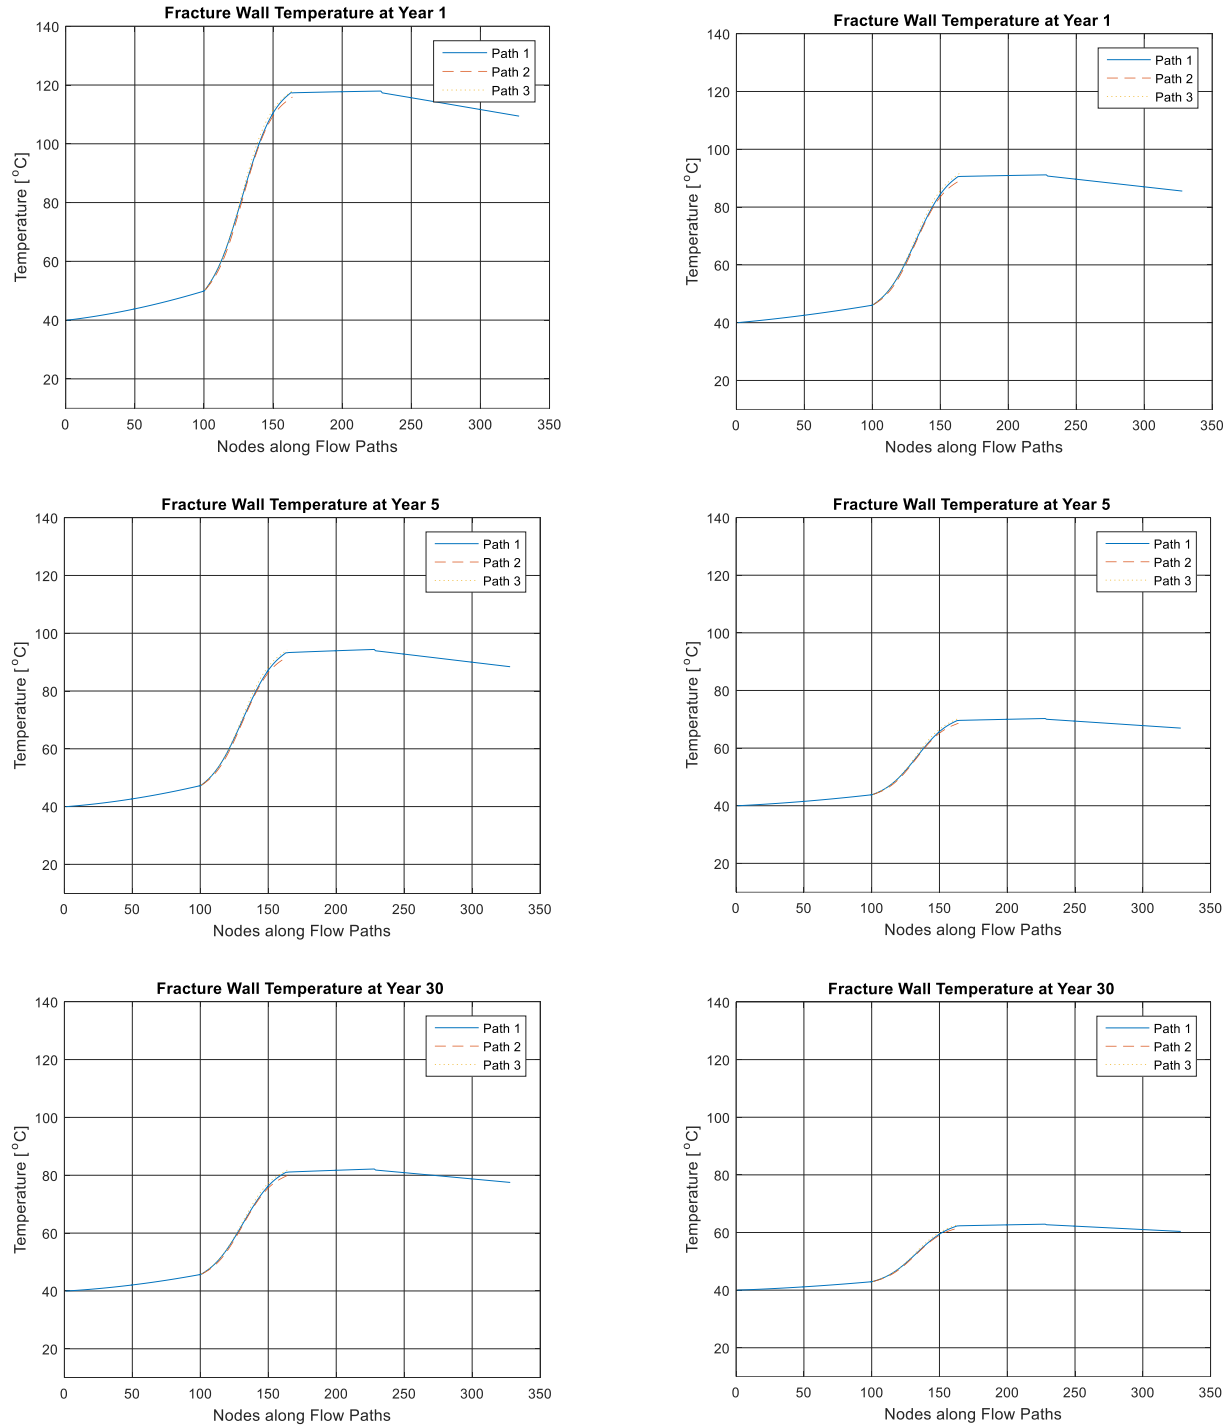 Fracture Wall Temperature at Year 1
140
120
100
80
60
40
20
0 50 100 150 200 250 300 350
Temperature [°C]
Nodes along Flow Paths
Path 1
Path 2
Path 3
Fracture Wall Temperature at Year 1
140
120
100
80
60
40
20
0 50 100 150 200 250 300 350
Temperature [°C]
Nodes along Flow Paths
Path 1
Path 2
Path 3
Fracture Wall Temperature at Year 5
140
120
100
80
60
40
20
0 50 100 150 200 250 300 350
Temperature [°C]
Nodes along Flow Paths
Path 1
Path 2
Path 3
Fracture Wall Temperature at Year 5
140
120
100
80
60
40
20
0 50 100 150 200 250 300 350
Temperature [°C]
Nodes along Flow Paths
Path 1
Path 2
Path 3
Fracture Wall Temperature at Year 30
140
120
100
80
60
40
20
0 50 100 150 200 250 300 350
Temperature [°C]
Nodes along Flow Paths
Path 1
Path 2
Path 3
Fracture Wall Temperature at Year 30
140
120
100
80
60
40
20
0 50 100 150 200 250 300 350
Temperature [°C]
Nodes along Flow Paths
Path 1
Path 2
Path 3